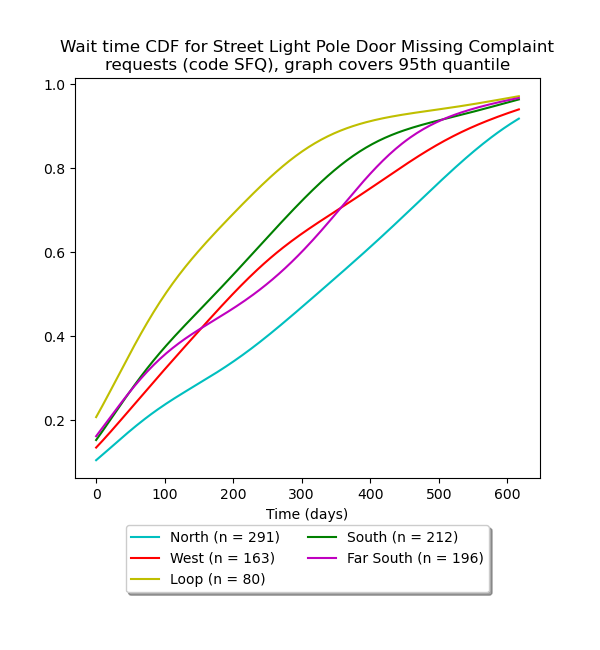 Wait time CDF for Street Light Pole Door Missing Complaint
requests (code SFQ), graph covers 95th quantile
1.0
0.8
0.6
0.4
0.2
0 100 200 300 400 500 600
Time (days)
North (n = 291) South (n = 212)
West (n = 163) Far South (n = 196)
Loop (n = 80)